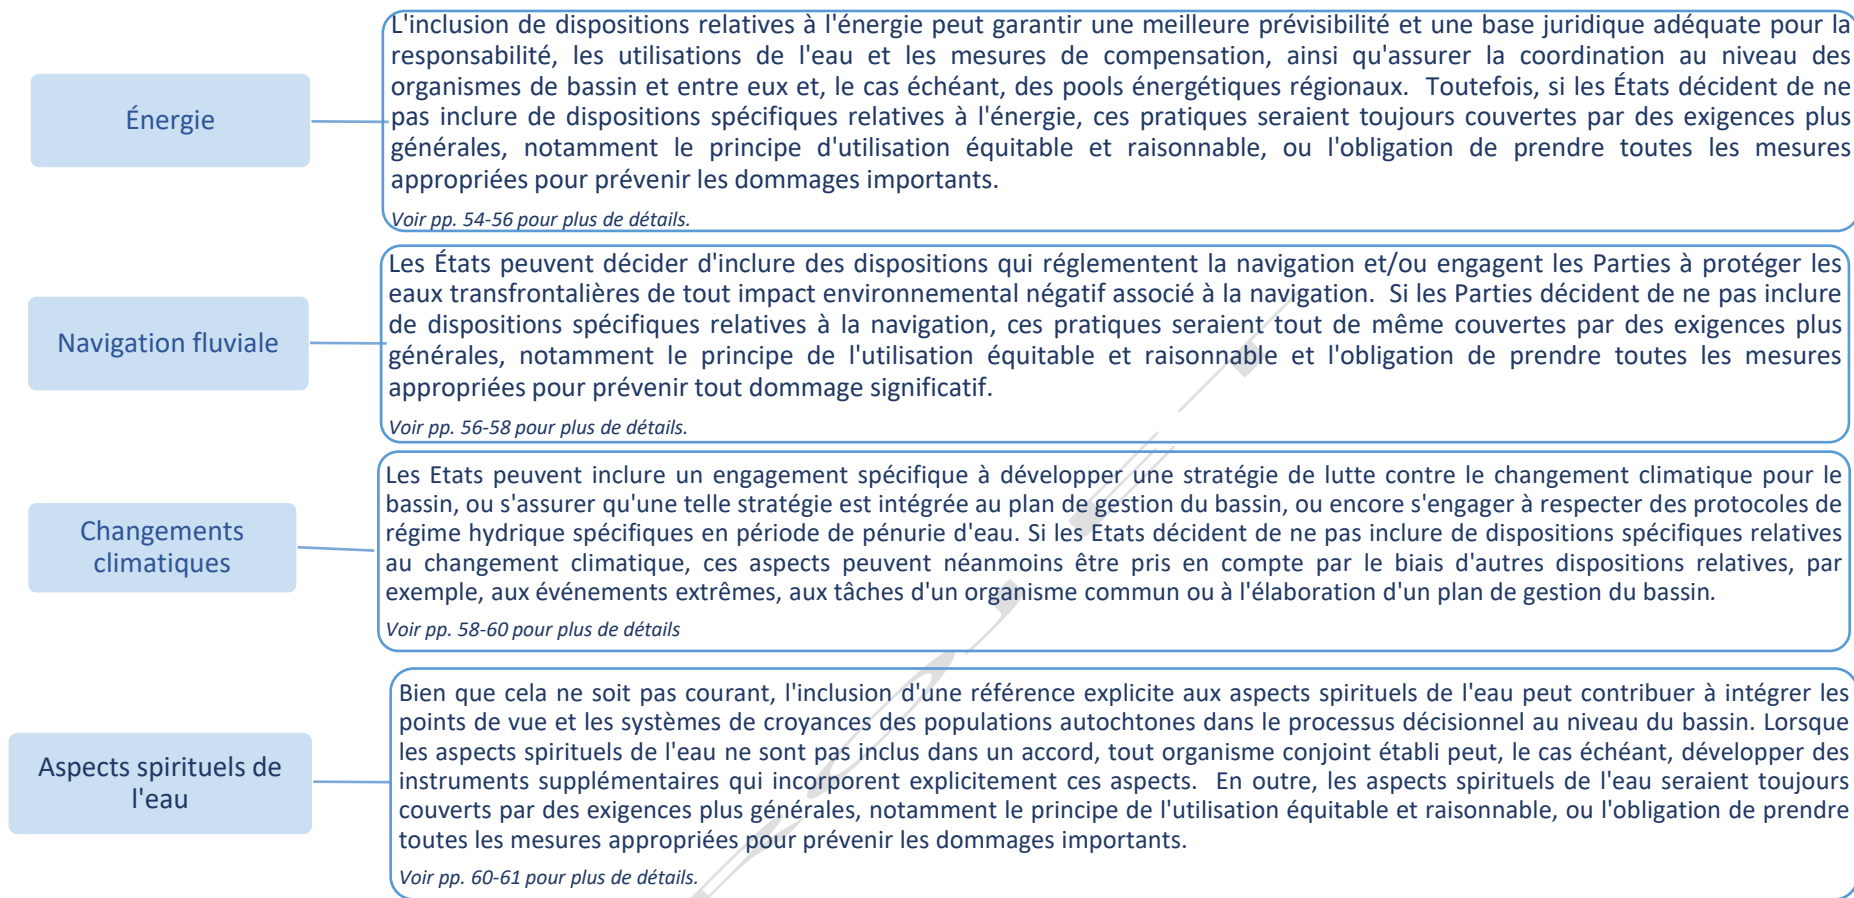 Énergie
L'inclusion de dispositions relatives à l'énergie peut garantir une meilleure prévisibilité et une base juridique adéquate pour la
responsabilité, les utilisations de l'eau et les mesures de compensation, ainsi qu'assurer la coordination au niveau des
organismes de bassin et entre eux et, le cas échéant, des pools énergétiques régionaux. Toutefois, si les États décident de ne
pas inclure de dispositions spécifiques relatives à l'énergie, ces pratiques seraient toujours couvertes par des exigences plus
générales, notamment le principe d'utilisation équitable et raisonnable, ou l'obligation de prendre toutes les mesures
appropriées pour prévenir les dommages importants.
Voir pp. 54-56 pour plus de détails.
Navigation fluviale
Les États peuvent décider d'inclure des dispositions qui réglementent la navigation et/ou engagent les Parties à protéger les
eaux transfrontalières de tout impact environnemental négatif associé à la navigation. Si les Parties décident de ne pas inclure
de dispositions spécifiques relatives à la navigation, ces pratiques seraient tout de même couvertes par des exigences plus
générales, notamment le principe de l'utilisation équitable et raisonnable et l'obligation de prendre toutes les mesures
appropriées pour prévenir tout dommage significatif.
Voir pp. 56-58 pour plus de détails.
Changements
climatiques
Les Etats peuvent inclure un engagement spécifique à développer une stratégie de lutte contre le changement climatique pour le
bassin, ou s'assurer qu'une telle stratégie est intégrée au plan de gestion du bassin, ou encore s'engager à respecter des protocoles de
régime hydrique spécifiques en période de pénurie d'eau. Si les Etats décident de ne pas inclure de dispositions spécifiques relatives
au changement climatique, ces aspects peuvent néanmoins être pris en compte par le biais d'autres dispositions relatives, par
exemple, aux événements extrêmes, aux tâches d'un organisme commun ou à l'élaboration d'un plan de gestion du bassin.
Voir pp. 58-60 pour plus de détails
Aspects spirituels de
l'eau
Bien que cela ne soit pas courant, l'inclusion d'une référence explicite aux aspects spirituels de l'eau peut contribuer à intégrer les
points de vue et les systèmes de croyances des populations autochtones dans le processus décisionnel au niveau du bassin. Lorsque
les aspects spirituels de l'eau ne sont pas inclus dans un accord, tout organisme conjoint établi peut, le cas échéant, développer des
instruments supplémentaires qui incorporent explicitement ces aspects. En outre, les aspects spirituels de l'eau seraient toujours
couverts par des exigences plus générales, notamment le principe de l'utilisation équitable et raisonnable, ou l'obligation de prendre
toutes les mesures appropriées pour prévenir les dommages importants.
Voir pp. 60-61 pour plus de détails.